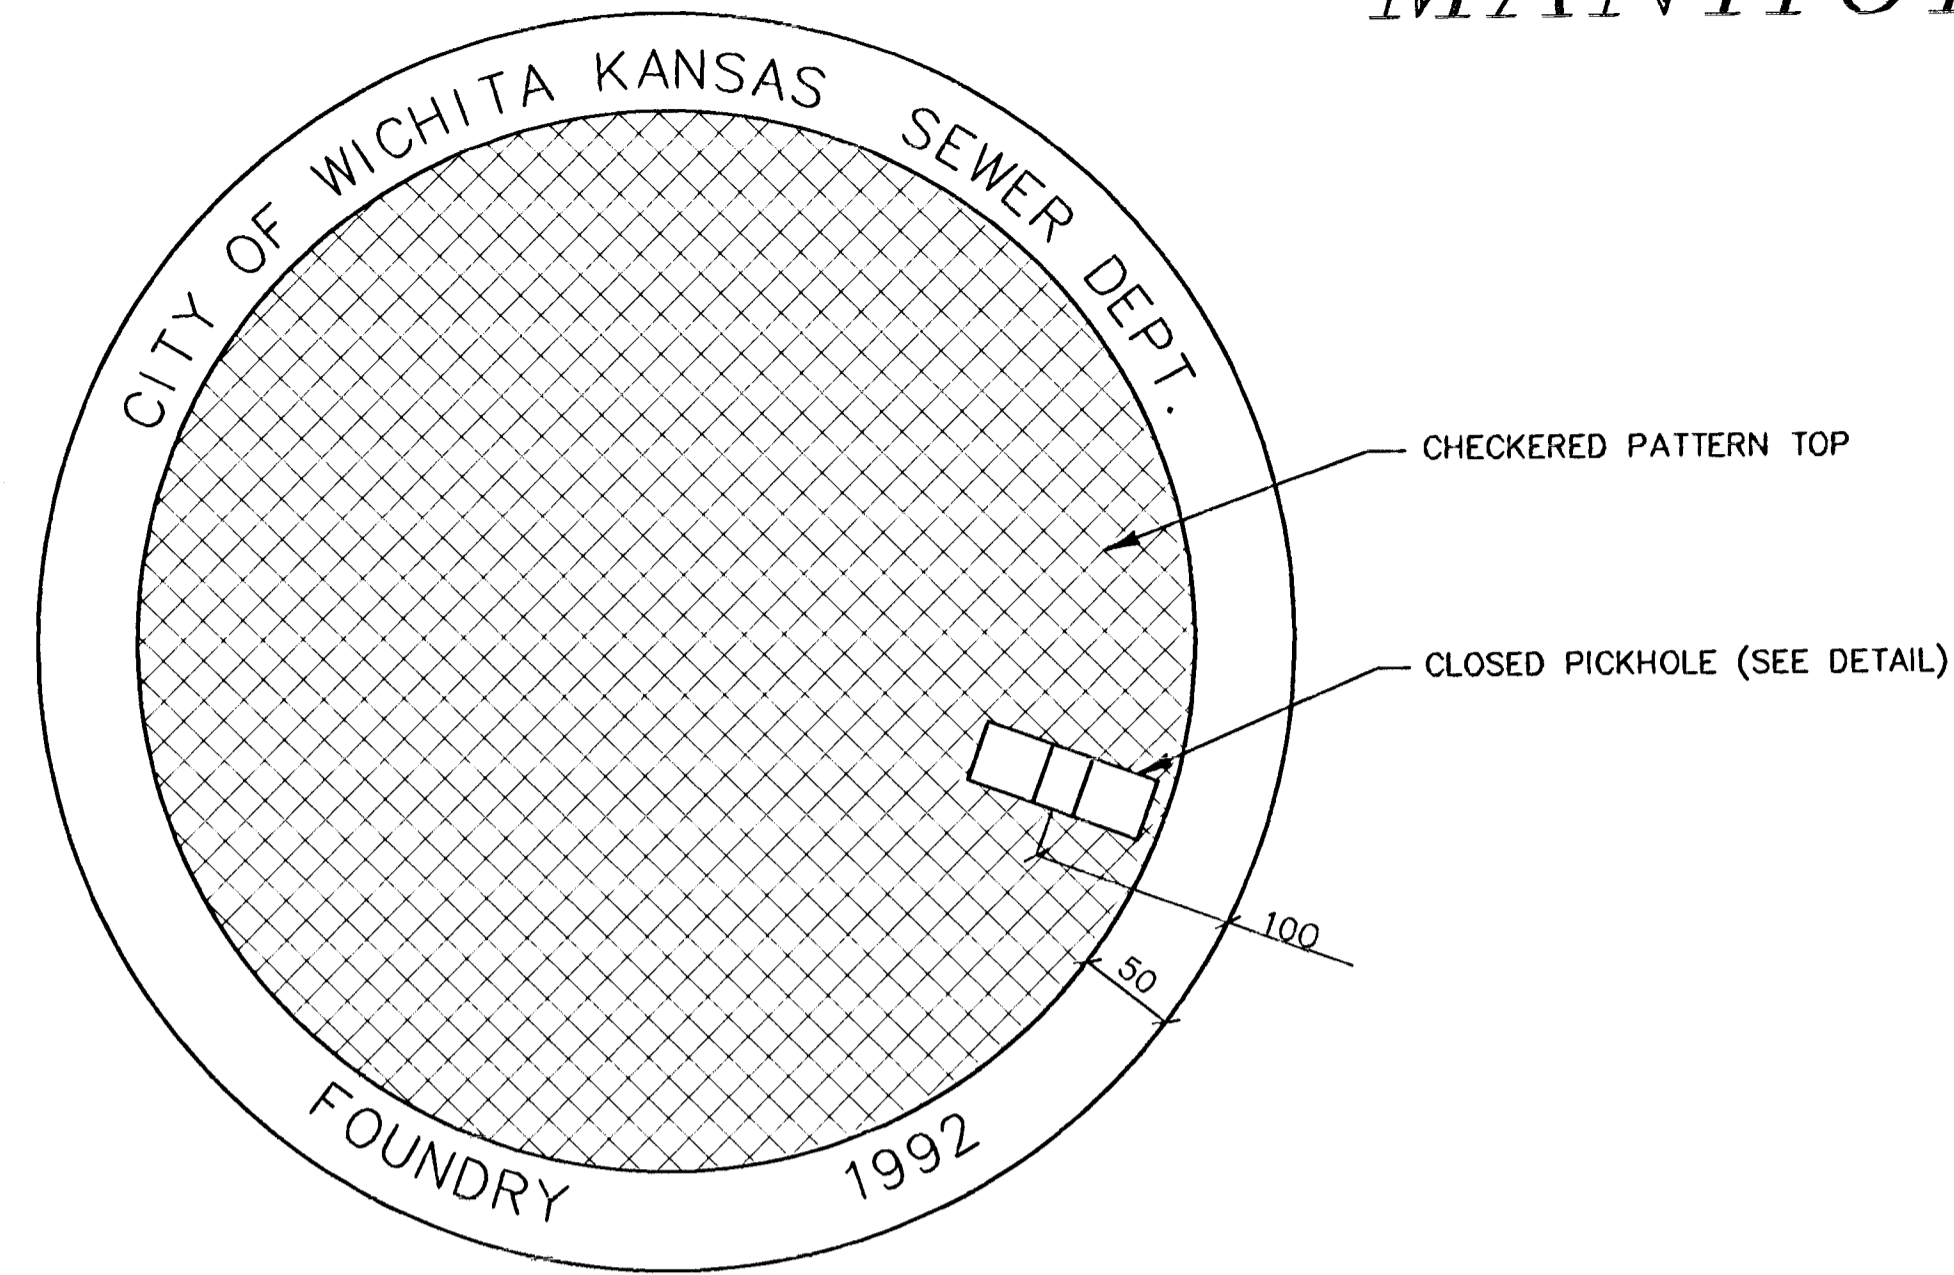 CITY OF WICHITA KANSAS SEWER DEPT.
CHECKERED PATTERN TOP
CLOSED PICKHOLE (SEE DETAIL)
100
50
FOUNDRY 1992